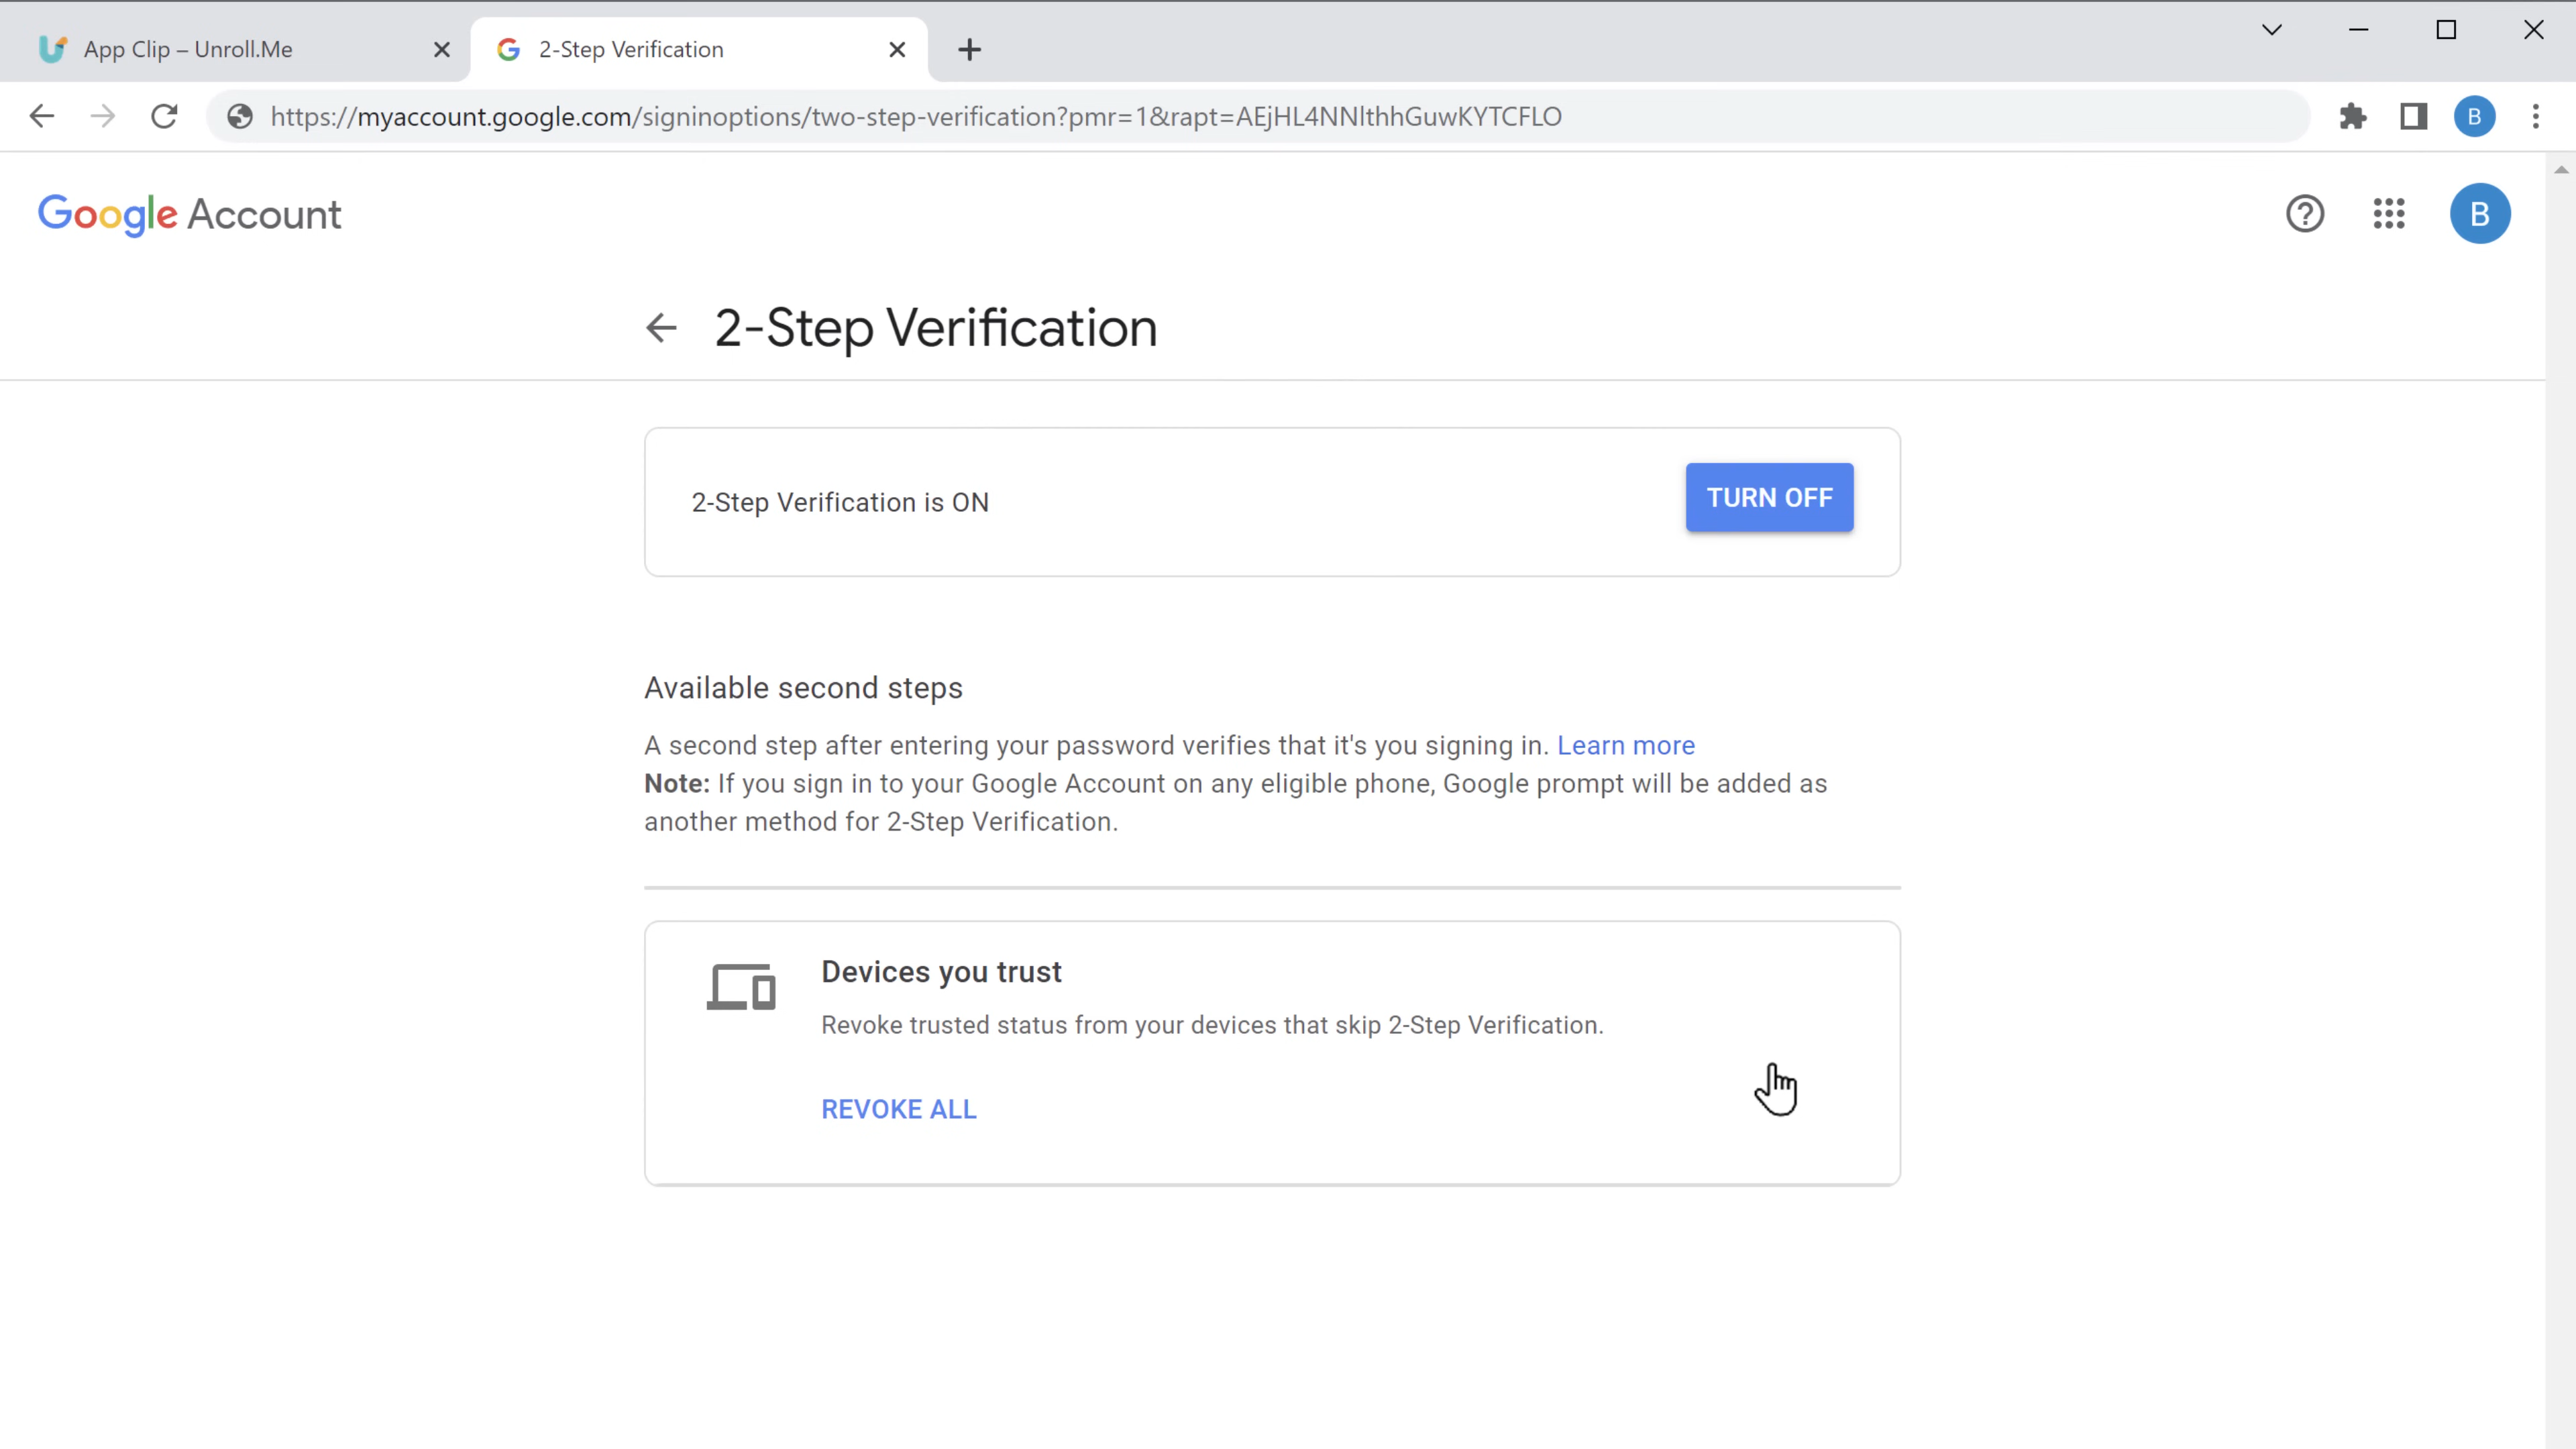 App Clip – Unroll.Me
2-Step Verification
https://myaccount.google.com/signinoptions/two-step-verification?pmr=1&rapt=AEjHL4NNlthhGuwKYTCFLO
B
Google Account
B
2-Step Verification
2-Step Verification is ON
TURN OFF
Available second steps
A second step after entering your password verifies that it's you signing in. Learn more
Note: If you sign in to your Google Account on any eligible phone, Google prompt will be added as
another method for 2-Step Verification.
Devices you trust
Revoke trusted status from your devices that skip 2-Step Verification.
REVOKE ALL